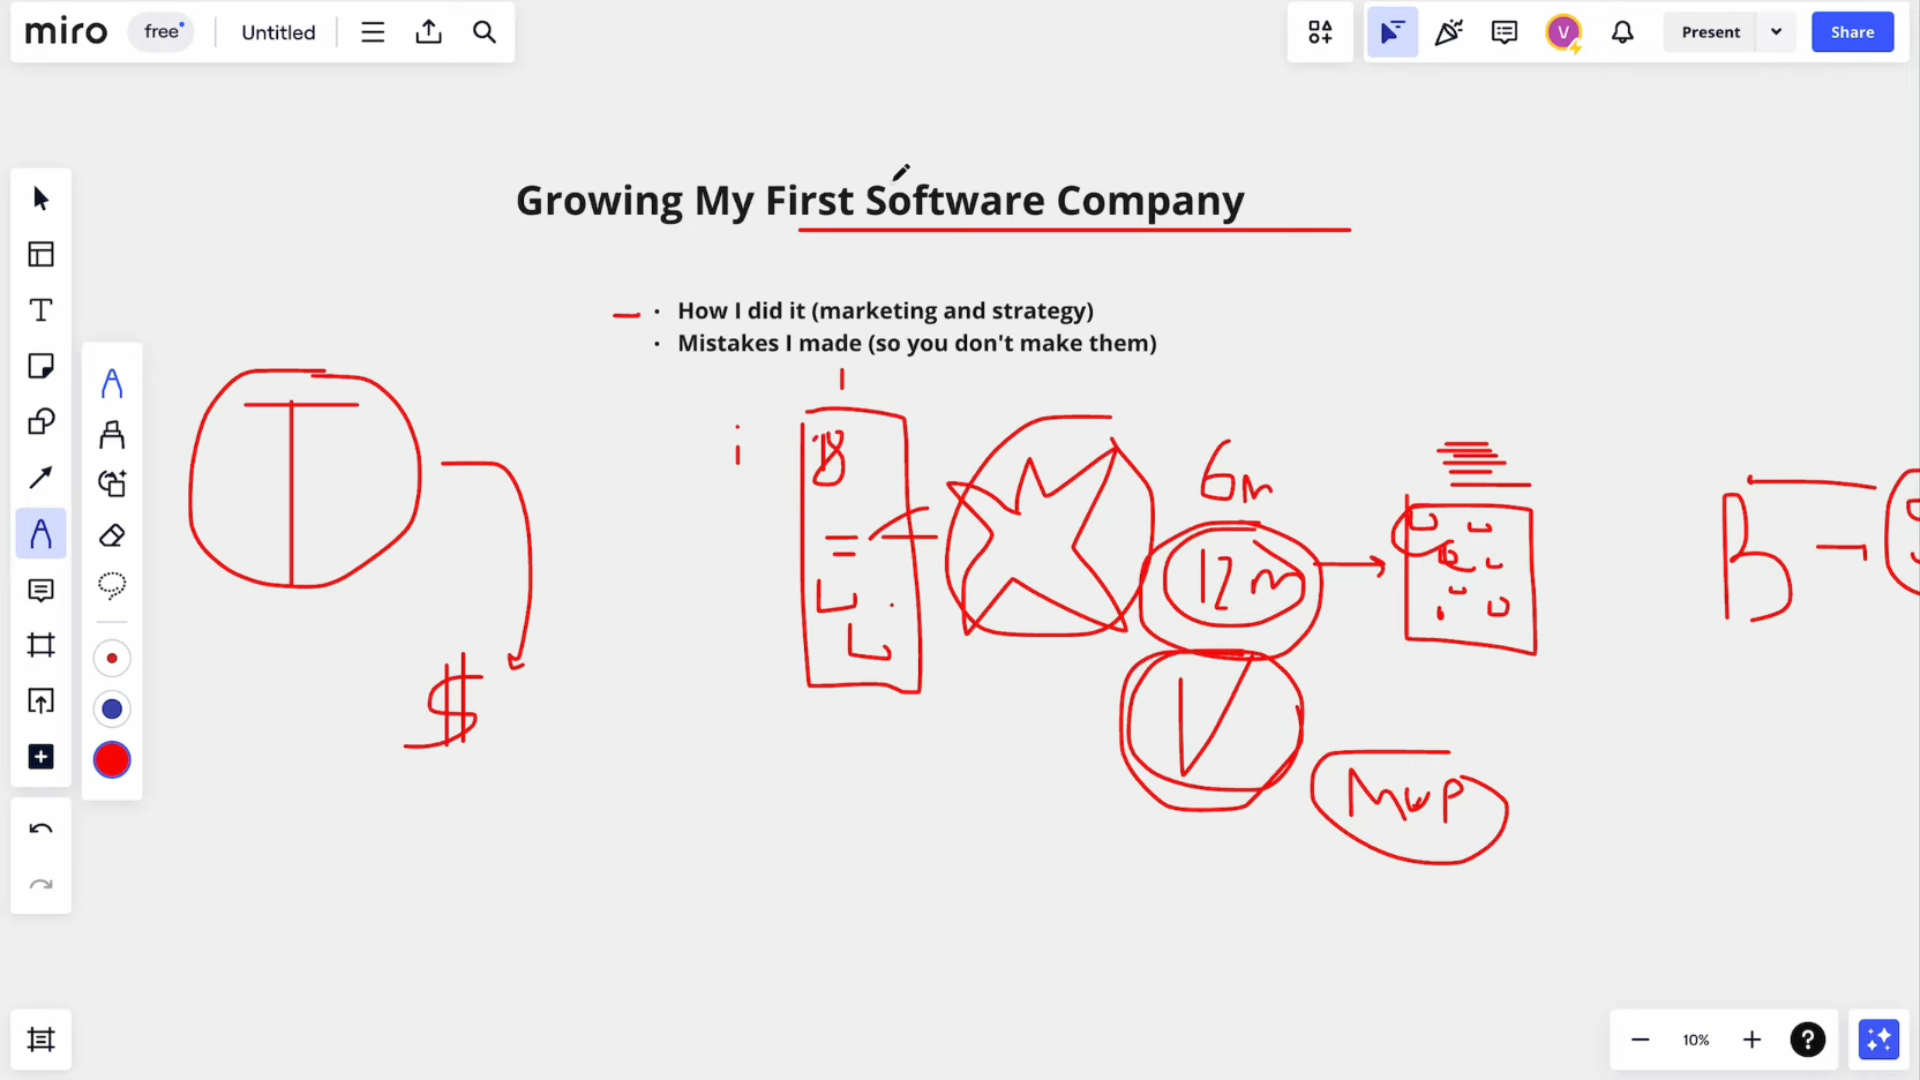 miro free Untitled Present Share
V
Growing My First Software Company
· How I did it (marketing and strategy)
· Mistakes I made (so you don't make them)
T
$
6m
12m
V
MVP
B
10%
?